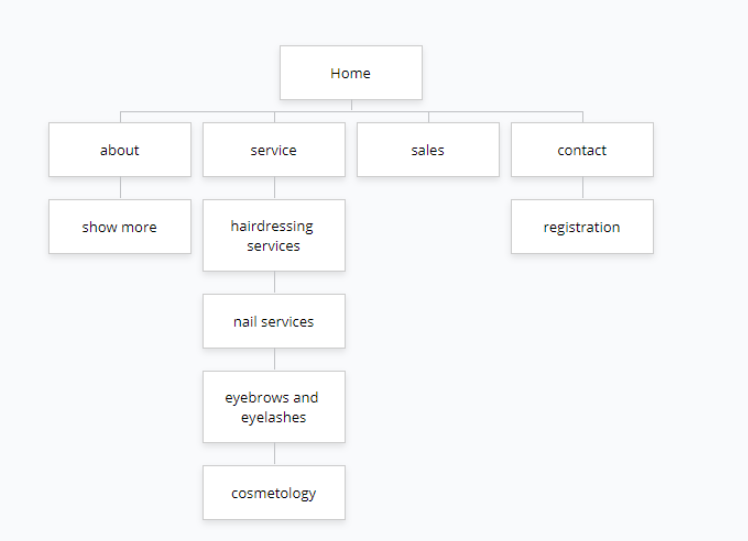 Home
about
service
sales
contact
show more
hairdressing
services
registration
nail services
eyebrows and
eyelashes
cosmetology